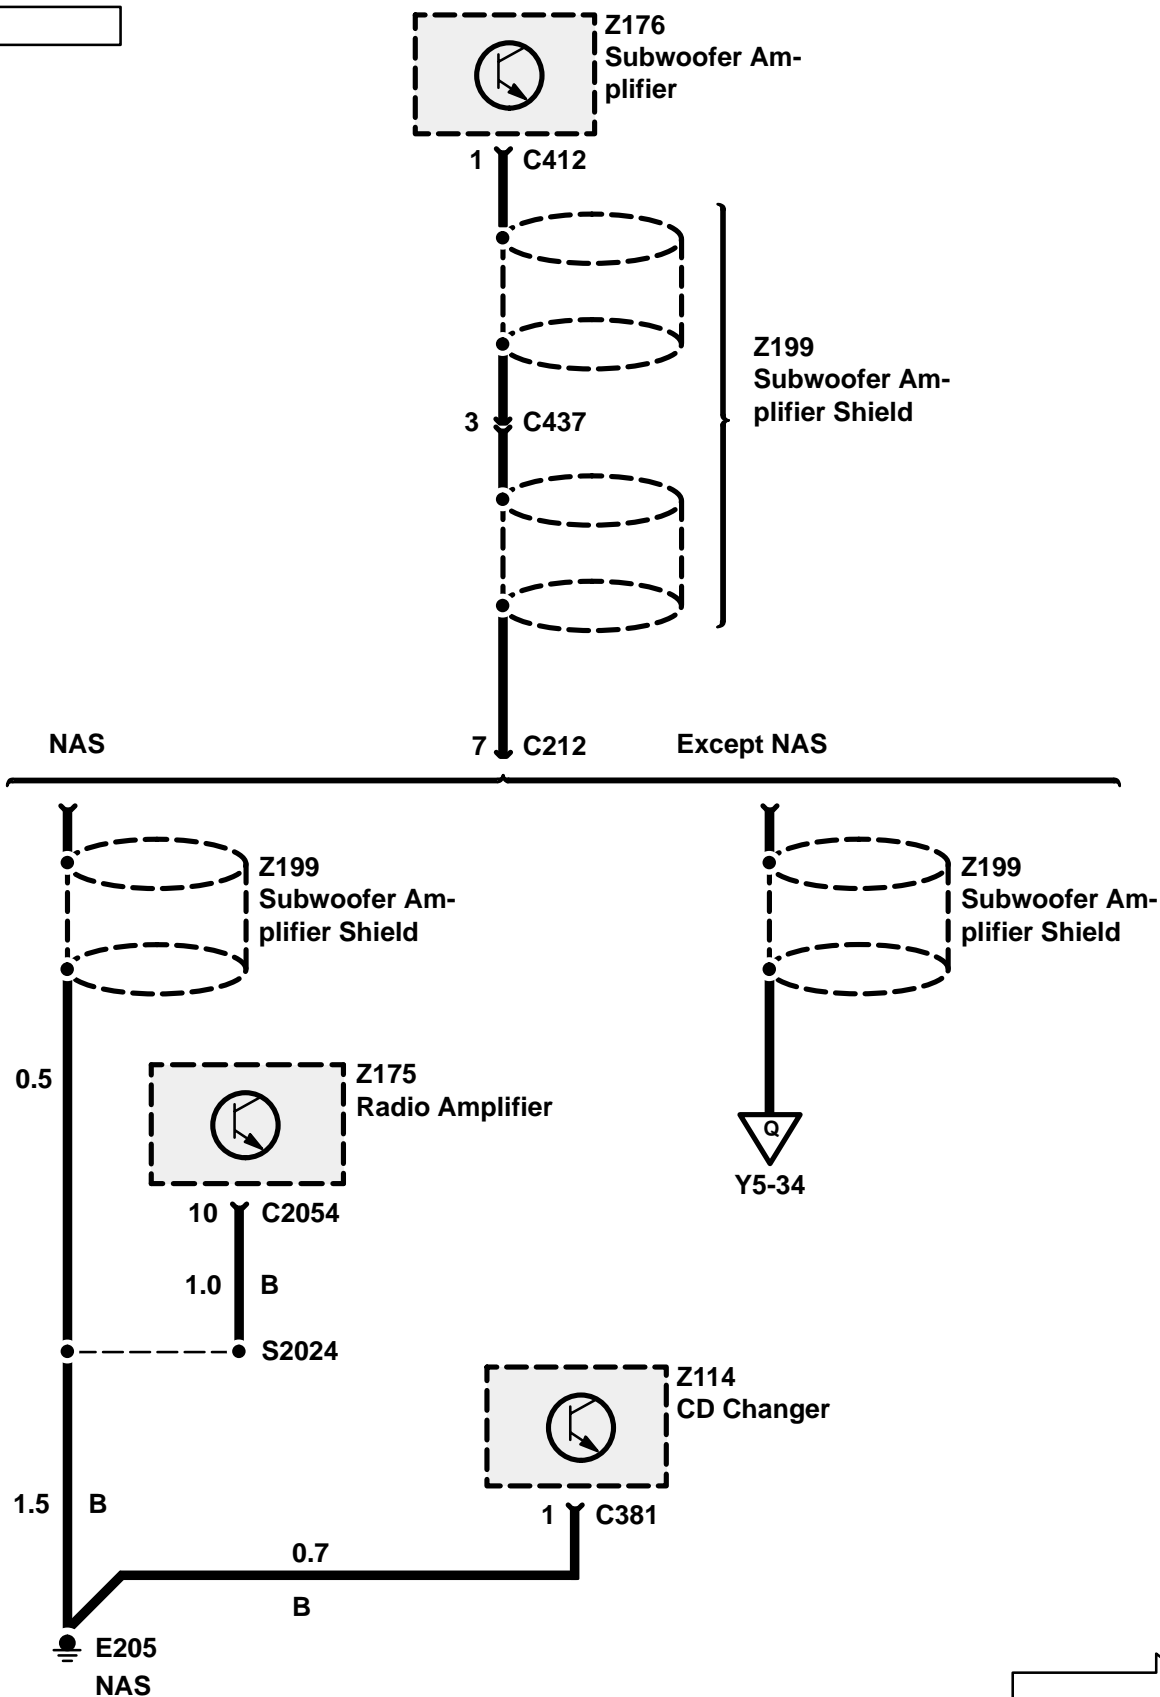 Z176
Subwoofer Am-
plifier
1 C412
Z199
Subwoofer Am-
plifier Shield
3 C437
NAS
7 C212
Except NAS
Z199
Subwoofer Am-
plifier Shield
Z199
Subwoofer Am-
plifier Shield
0.5
Z175
Radio Amplifier
Q
Y5-34
10 C2054
1.0 B
S2024
Z114
CD Changer
1.5 B
1 C381
0.7
B
E205
NAS